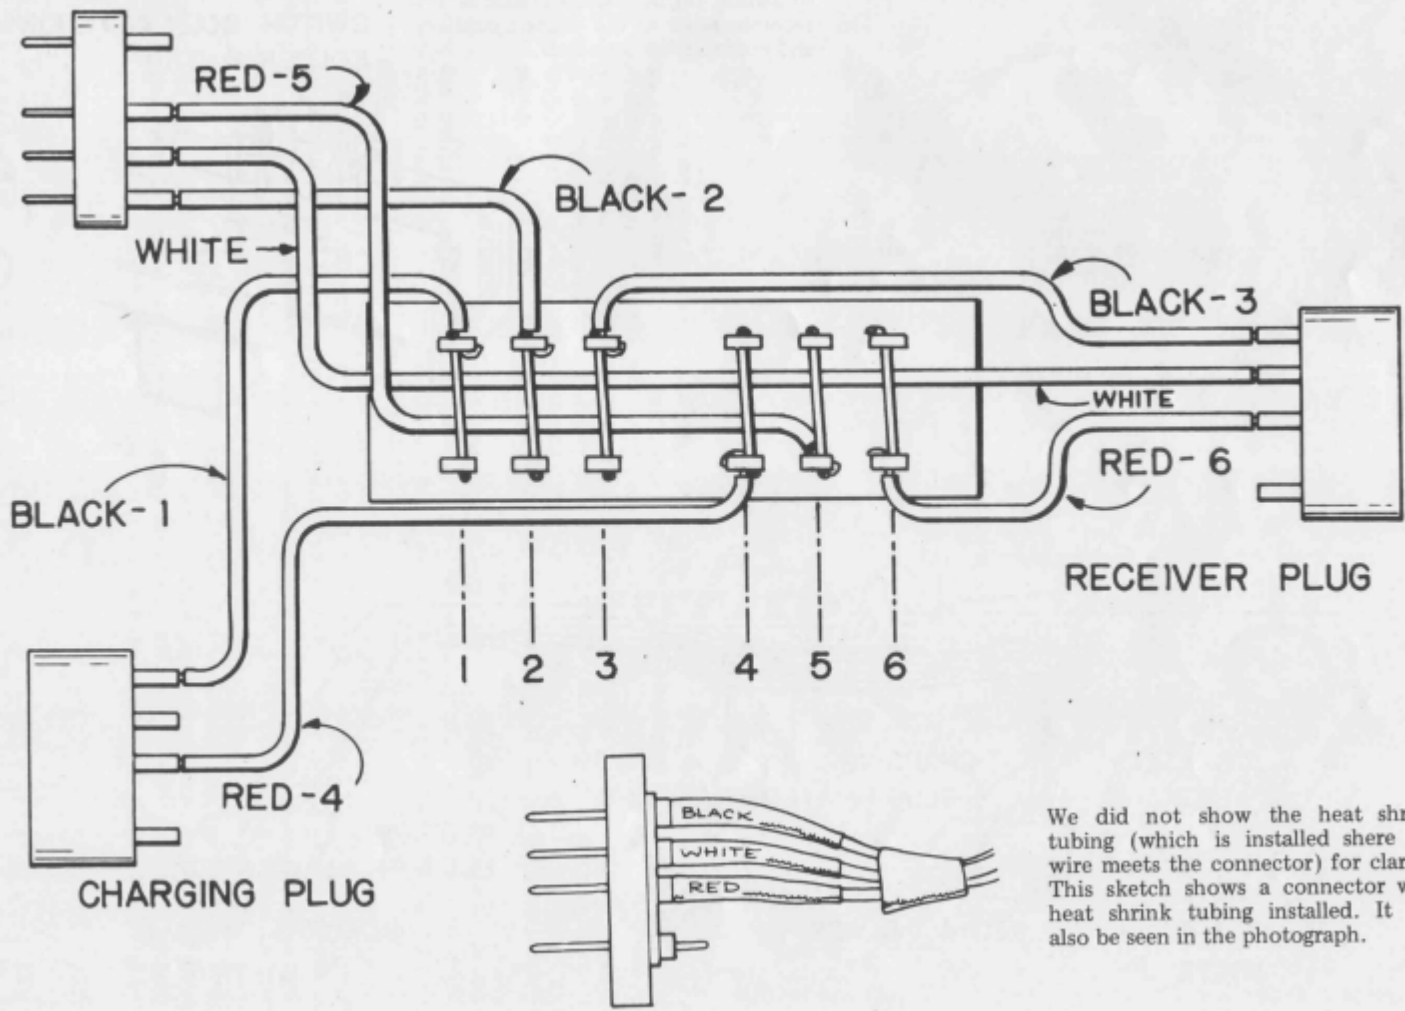 RED-5
BLACK-2
WHITE
BLACK-3
WHITE
BLACK-1
RED-6
RECEIVER PLUG
1 2 3 4 5 6
RED-4
CHARGING PLUG
BLACK
WHITE
RED
We did not show the heat shr
tubing (which is installed shere
wire meets the connector) for clar
This sketch shows a connector w
heat shrink tubing installed. It
also be seen in the photograph.